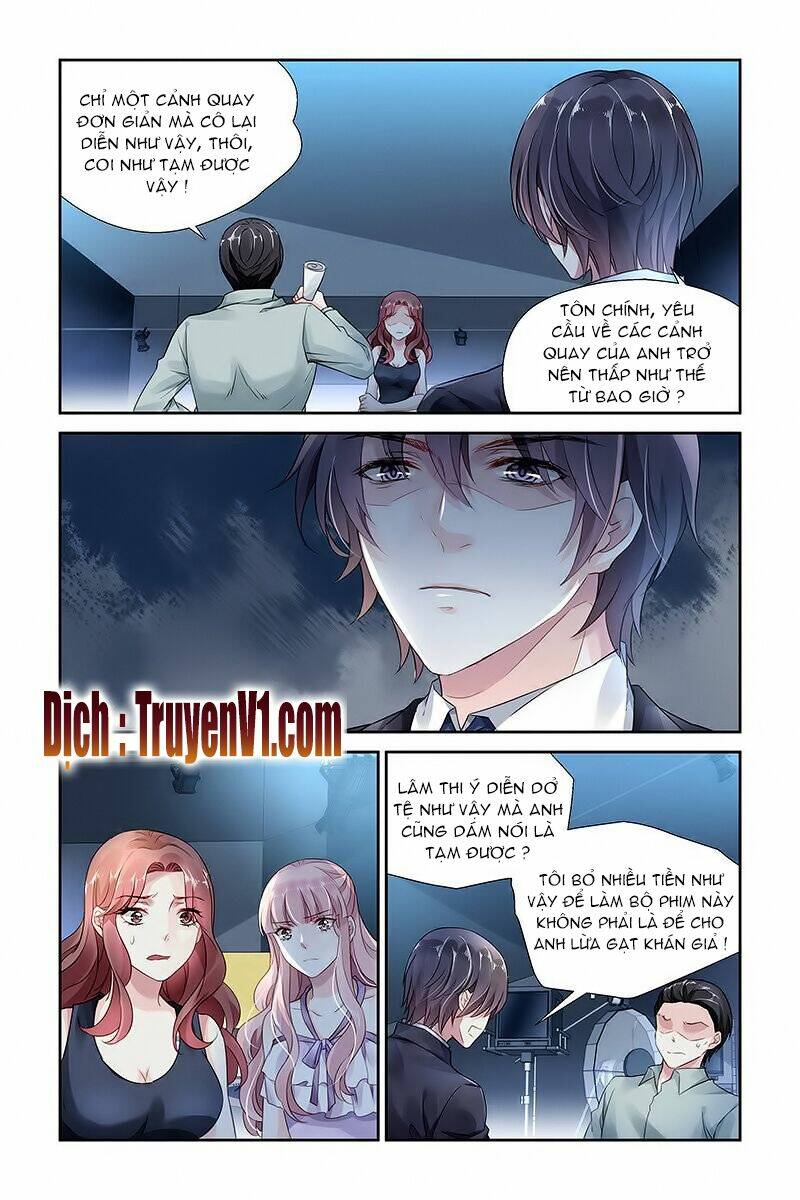 CHỈ MỘT CẢNH QUAY
ĐƠN GIẢN MÀ CÔ LẠI
DIỄN NHƯ VẬY, THÔI,
COI NHƯ TẠM ĐƯỢC
VẬY !
TÔN CHÍNH, YÊU
CẦU VỀ CÁC CẢNH
QUAY CỦA ANH TRỞ
NÊN THẤP NHƯ THẾ
TỪ BAO GIỜ ?
Dịch : TruyenV1.com
LÂM THI Ý DIỄN DỞ
TỆ NHƯ VẬY MÀ ANH
CŨNG DÁM NÓI LÀ
TẠM ĐƯỢC ?
TÔI BỎ NHIỀU TIỀN NHƯ
VẬY ĐỂ LÀM BỘ PHIM NÀY
KHÔNG PHẢI LÀ ĐỂ CHO
ANH LỪA GẠT KHÁN GIẢ !